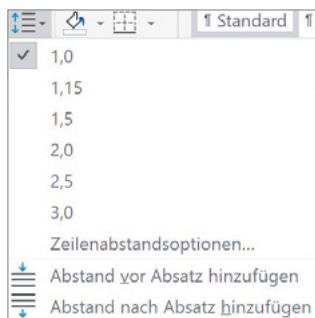 ¶ Standard ¶
1,0
1,15
1,5
2,0
2,5
3,0
Zeilenabstandsoptionen...
Abstand vor Absatz hinzufügen
Abstand nach Absatz hinzufügen